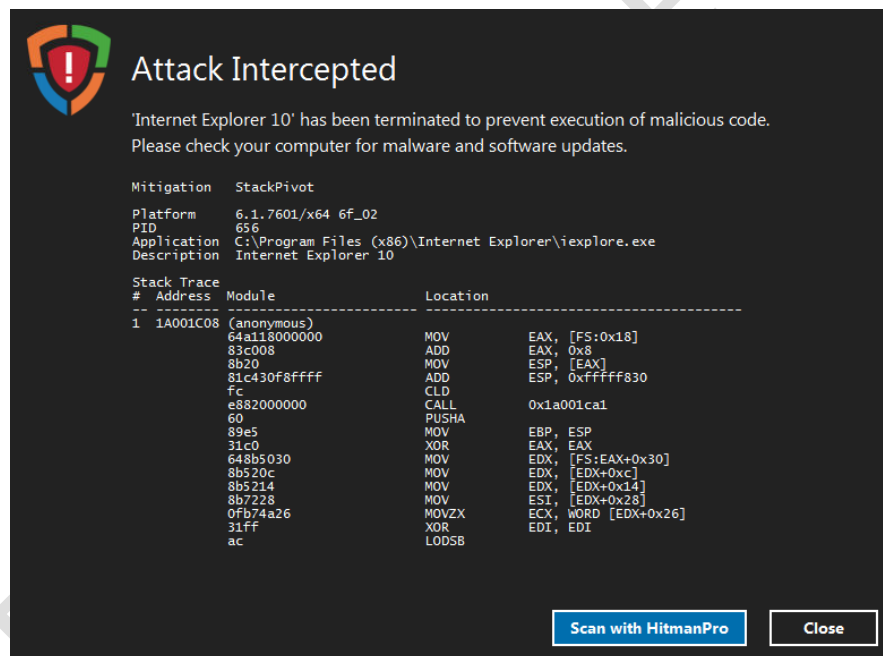 Attack Intercepted
'Internet Explorer 10' has been terminated to prevent execution of malicious code.
Please check your computer for malware and software updates.
Mitigation StackPivot
Platform 6.1.7601/x64 6f_02
PID 656
Application C:\Program Files (x86)\Internet Explorer\iexplore.exe
Description Internet Explorer 10
Stack Trace
# Address Module Location
-- -------- ------------------------ ----------------------------------------
1 1A001C08 (anonymous)
64a118000000 MOV EAX, [FS:0x18]
83c008 ADD EAX, 0x8
8b20 MOV ESP, [EAX]
81c430f8ffff ADD ESP, 0xfffff830
fc CLD
e882000000 CALL 0x1a001ca1
60 PUSHA
89e5 MOV EBP, ESP
31c0 XOR EAX, EAX
648b5030 MOV EDX, [FS:EAX+0x30]
8b520c MOV EDX, [EDX+0xc]
8b5214 MOV EDX, [EDX+0x14]
8b7228 MOV ESI, [EDX+0x28]
0fb74a26 MOVZX ECX, WORD [EDX+0x26]
31ff XOR EDI, EDI
ac LODSB
Scan with HitmanPro Close